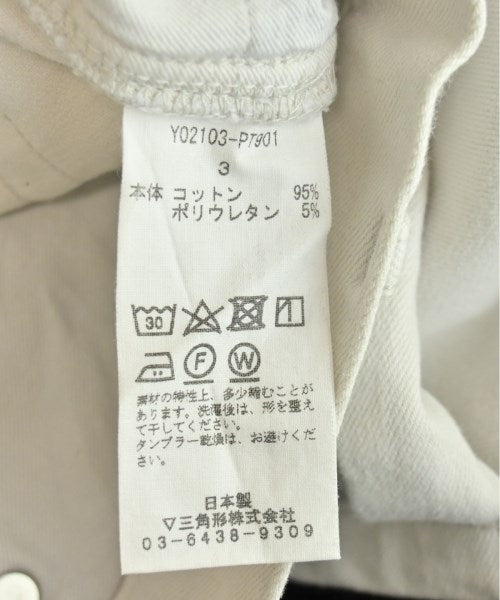 Y02103-PT901
3
本体 コットン 95%
ポリウレタン 5%
30
F W
素材の特性上、多少縮むことが
あります。洗濯後は、形を整え
て干してください。
タンブラー乾燥は、お避けくだ
さい。
日本製
▽三角形株式会社
03-6438-9309